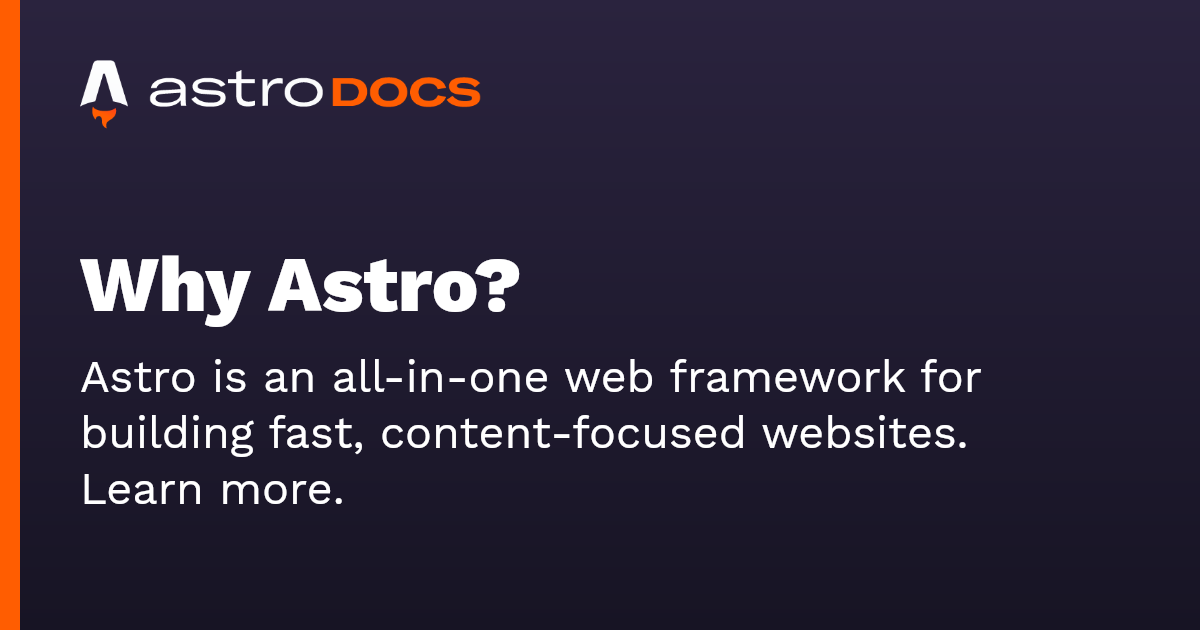 astro DOCS
Why Astro?
Astro is an all-in-one web framework for
building fast, content-focused websites.
Learn more.